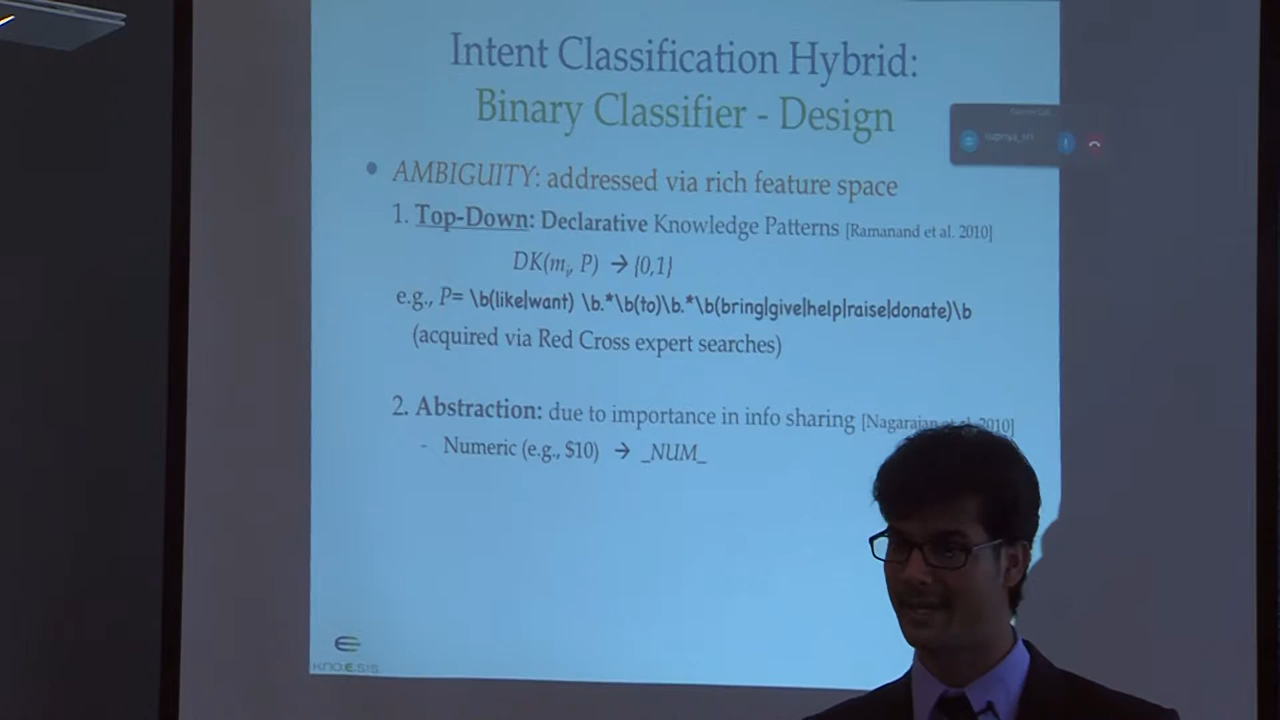 Intent Classification Hybrid:
Binary Classifier - Design
• AMBIGUITY: addressed via rich feature space
1. Top-Down: Declarative Knowledge Patterns [Ramanand et al. 2010]
DK(mᵢ, P) → {0,1}
e.g., P= \b(like|want) \b.*\b(to)\b.*\b(bring|give|help|raise|donate)\b
(acquired via Red Cross expert searches)
2. Abstraction: due to importance in info sharing [Nagarajan et al. 2010]
- Numeric (e.g., $10) → _NUM_
KNO.E.SIS